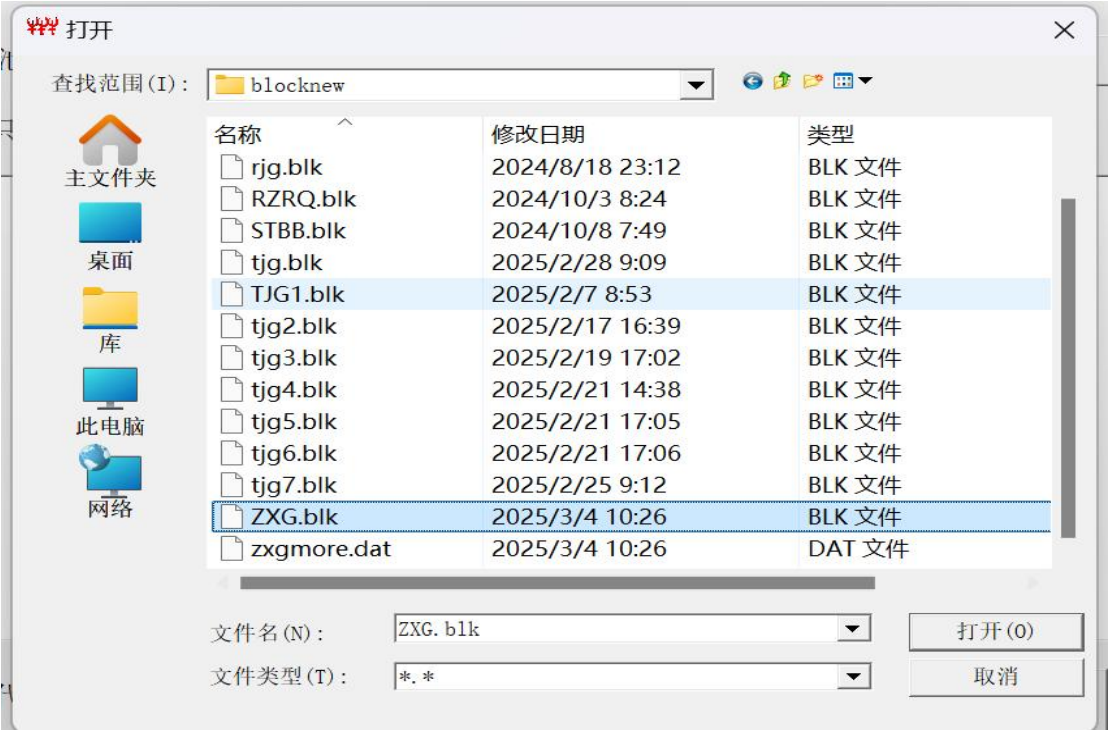 打开
查找范围(I):
blocknew
主文件夹
桌面
库
此电脑
网络
名称 修改日期 类型
rjg.blk 2024/8/18 23:12 BLK 文件
RZRQ.blk 2024/10/3 8:24 BLK 文件
STBB.blk 2024/10/8 7:49 BLK 文件
tjg.blk 2025/2/28 9:09 BLK 文件
TJG1.blk 2025/2/7 8:53 BLK 文件
tjg2.blk 2025/2/17 16:39 BLK 文件
tjg3.blk 2025/2/19 17:02 BLK 文件
tjg4.blk 2025/2/21 14:38 BLK 文件
tjg5.blk 2025/2/21 17:05 BLK 文件
tjg6.blk 2025/2/21 17:06 BLK 文件
tjg7.blk 2025/2/25 9:12 BLK 文件
ZXG.blk 2025/3/4 10:26 BLK 文件
zxgmore.dat 2025/3/4 10:26 DAT 文件
文件名(N): ZXG.blk 打开(O)
文件类型(T): *.* 取消